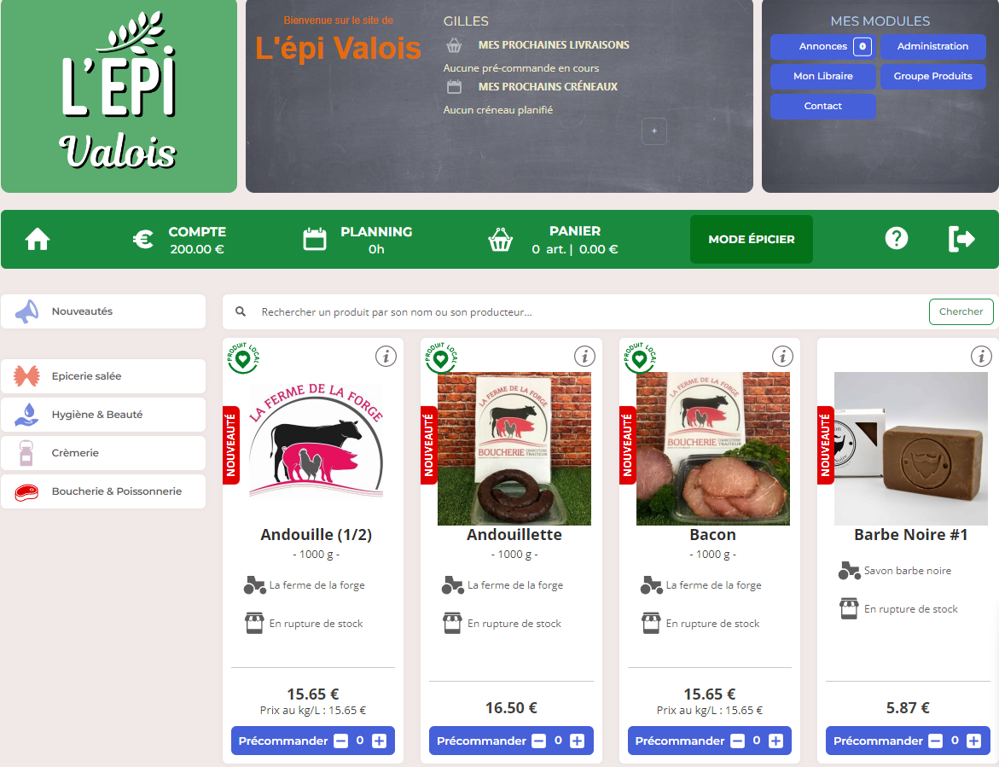 L'EPI
Valois
Bienvenue sur le site de
L'épi Valois
GILLES
MES PROCHAINES LIVRAISONS
Aucune pré-commande en cours
MES PROCHAINS CRÉNEAUX
Aucun créneau planifié
+
MES MODULES
Annonces 0
Administration
Mon Libraire
Groupe Produits
Contact
COMPTE
200.00 €
PLANNING
0h
PANIER
0 art. | 0.00 €
MODE ÉPICIER
?
Nouveautés
Epicerie salée
Hygiène & Beauté
Crèmerie
Boucherie & Poissonnerie
Rechercher un produit par son nom ou son producteur...
Chercher
PRODUIT LOCAL
i
NOUVEAUTÉ
LA FERME DE LA FORGE
Andouille (1/2)
- 1000 g -
La ferme de la forge
En rupture de stock
15.65 €
Prix au kg/L : 15.65 €
Précommander 0
PRODUIT LOCAL
i
NOUVEAUTÉ
LA FERME DE LA FORGE
BOUCHERIE CHARCUTERIE
TRAITEUR
Andouillette
- 1000 g -
La ferme de la forge
En rupture de stock
16.50 €
Précommander 0
PRODUIT LOCAL
i
NOUVEAUTÉ
LA FERME DE LA FORGE
BOUCHERIE CHARCUTERIE
TRAITEUR
Bacon
- 1000 g -
La ferme de la forge
En rupture de stock
15.65 €
Prix au kg/L : 15.65 €
Précommander 0
i
NOUVEAUTÉ
Barbe Noire #1
Savon barbe noire
En rupture de stock
5.87 €
Précommander 0